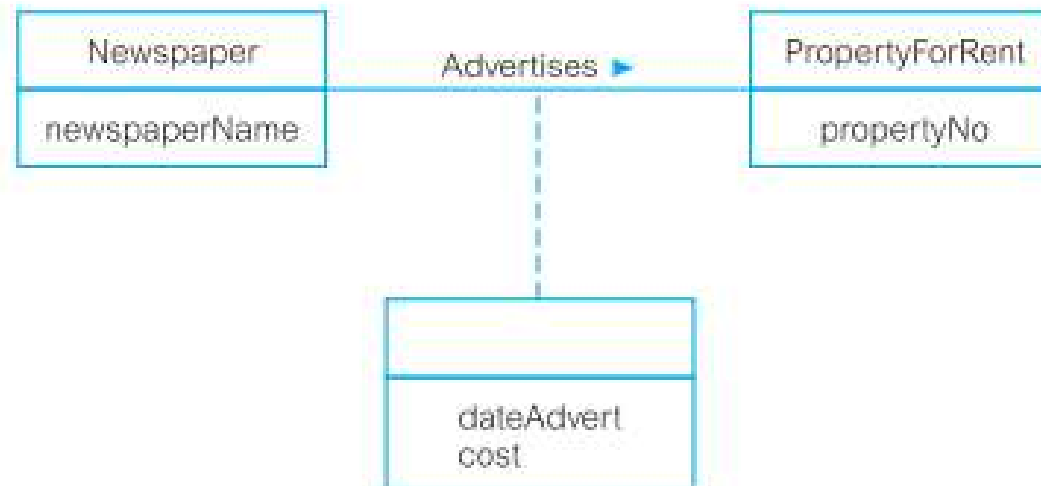 Newspaper
Advertises
PropertyForRent
newspaperName
propertyNo
dateAdvert
cost